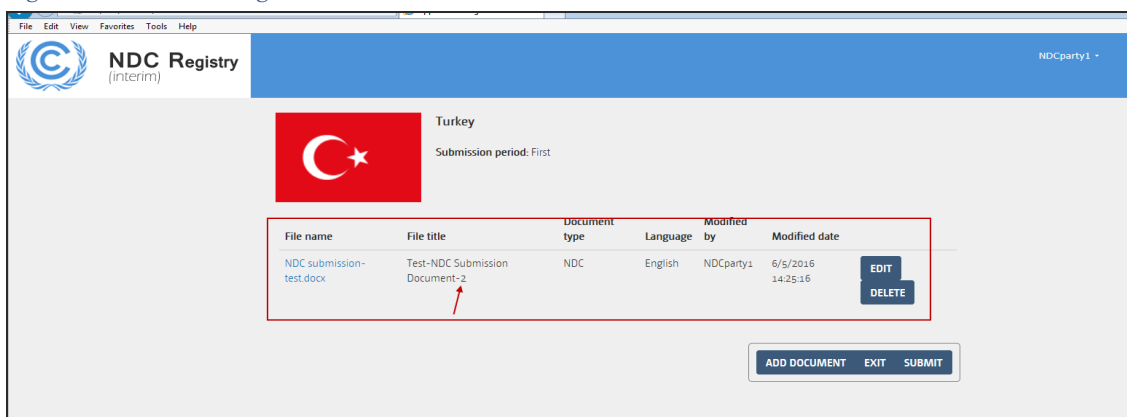 File Edit View Favorites Tools Help
NDC Registry
(interim)
NDCparty1
Turkey
Submission period: First
File name File title Document type Language Modified by Modified date
NDC submission-test.docx Test-NDC Submission Document-2 NDC English NDCparty1 6/5/2016 14:25:16 EDIT
DELETE
ADD DOCUMENT EXIT SUBMIT